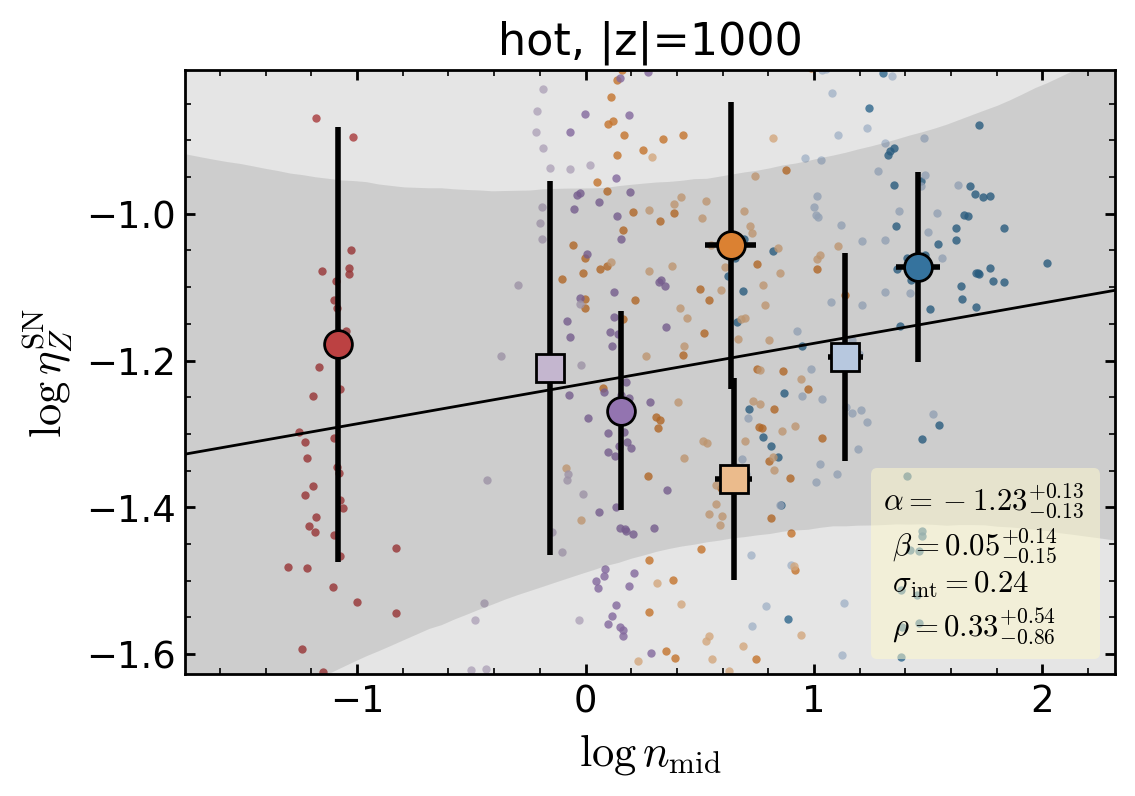 hot, |z|=1000
log η_Z^SN
−1.0
−1.2
−1.4
−1.6
α = −1.23^{+0.13}_{−0.13}
β = 0.05^{+0.14}_{−0.15}
σ_int = 0.24
ρ = 0.33^{+0.54}_{−0.86}
−1 0 1 2
log n_mid